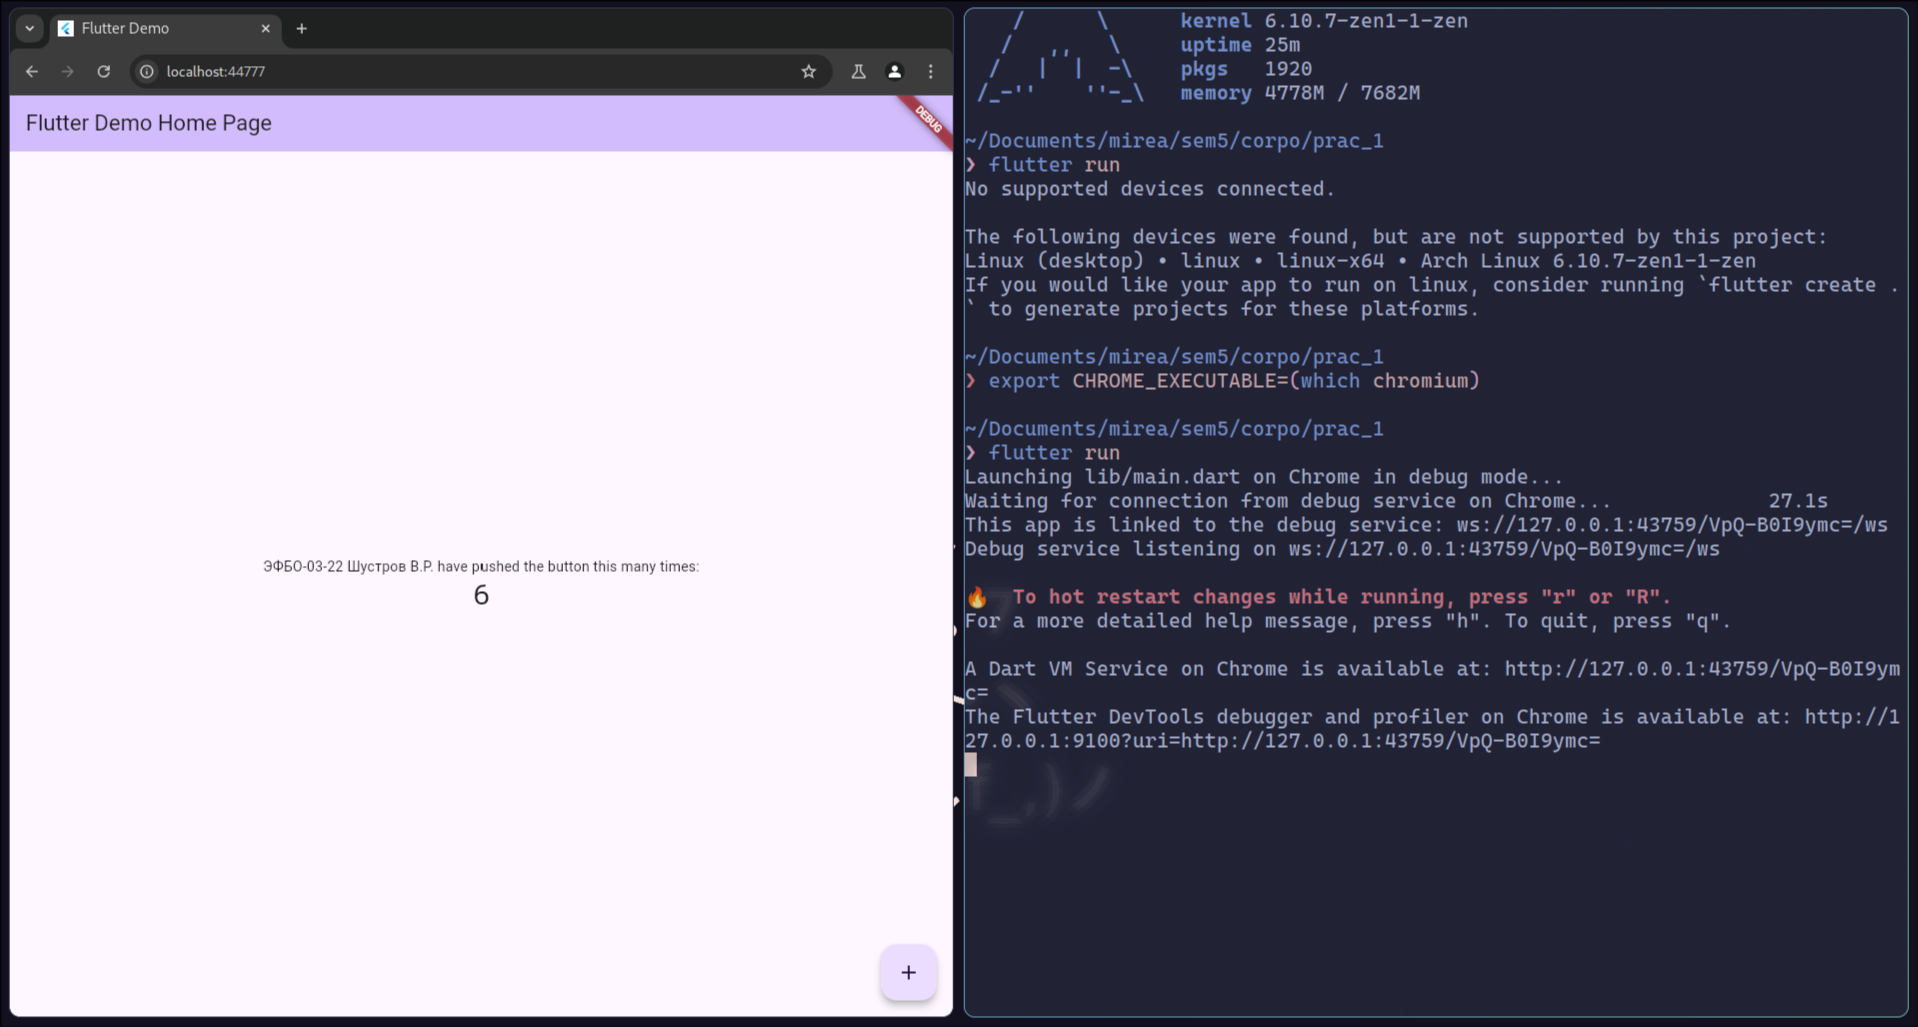 Flutter Demo
localhost:44777
Flutter Demo Home Page
DEBUG
ЭФБО-03-22 Шустров В.Р. have pushed the button this many times:
6
+
kernel 6.10.7-zen1-1-zen
uptime 25m
pkgs 1920
memory 4778M / 7682M
~/Documents/mirea/sem5/corpo/prac_1
❯ flutter run
No supported devices connected.
The following devices were found, but are not supported by this project:
Linux (desktop) • linux • linux-x64 • Arch Linux 6.10.7-zen1-1-zen
If you would like your app to run on linux, consider running `flutter create .
` to generate projects for these platforms.
~/Documents/mirea/sem5/corpo/prac_1
❯ export CHROME_EXECUTABLE=(which chromium)
~/Documents/mirea/sem5/corpo/prac_1
❯ flutter run
Launching lib/main.dart on Chrome in debug mode...
Waiting for connection from debug service on Chrome... 27.1s
This app is linked to the debug service: ws://127.0.0.1:43759/VpQ-B0I9ymc=/ws
Debug service listening on ws://127.0.0.1:43759/VpQ-B0I9ymc=/ws
🔥 To hot restart changes while running, press "r" or "R".
For a more detailed help message, press "h". To quit, press "q".
A Dart VM Service on Chrome is available at: http://127.0.0.1:43759/VpQ-B0I9ym
c=
The Flutter DevTools debugger and profiler on Chrome is available at: http://1
27.0.0.1:9100?uri=http://127.0.0.1:43759/VpQ-B0I9ymc=